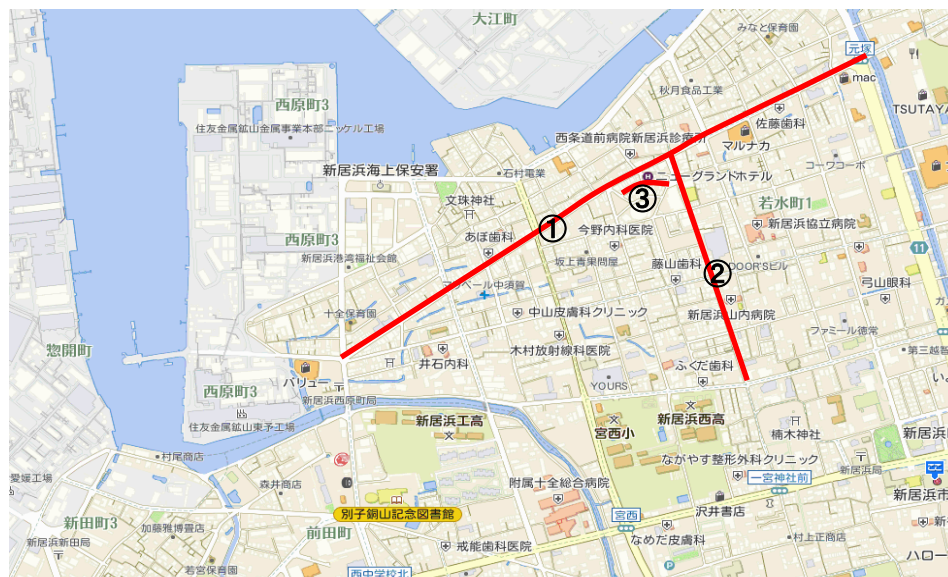 大江町
みなと保育園
元塚
mac
西原町3
秋月食品工業
TSUTAYA
住友金属鉱山金属事業本部ニッケル工場
西条道前病院新居浜診療所
佐藤歯科
マルナカ
新居浜海上保安署
石村電業
ニューグランドホテル
コーワコーポ
文珠神社
③
若水町1
①
今野内科医院
新居浜協立病院
西原町3
あぼ歯科
新居浜港湾福祉会館
坂上青果問屋
藤山歯科
DOOR'Sビル
②
11
マリベール中須賀
弓山眼科
十全保育園
中山皮膚科クリニック
新居浜山内病院
ファミール徳常
惣開町
井石内科
木村放射線科医院
第三越智
バリュー
ふくだ歯科
西原町3
YOURS
新居浜西原町局
新居浜工高
宮西小
新居浜西高
住友金属鉱山東予工場
楠木神社
新居浜
村尾商店
ながやす整形外科クリニック
新居浜局
愛媛工場
森井商店
附属十全総合病院
一宮神社前
新居浜市
新田町3
加藤雅博畳店
別子銅山記念図書館
前田町
宮西
沢井書店
新居浜新田局
戒能歯科医院
なめだ皮膚科
村上正商店
ハロー
若宮保育園
西中学校北